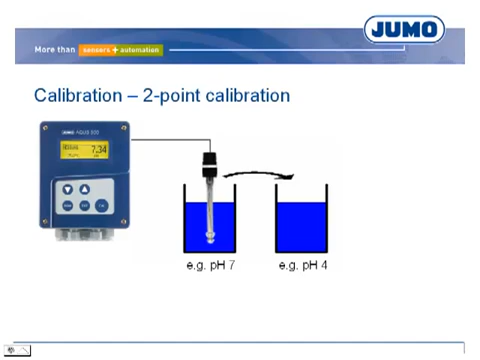 JUMO
More than sensors + automation
Calibration – 2-point calibration
JUMO AQUIS 500
7.34
e.g. pH 7
e.g. pH 4